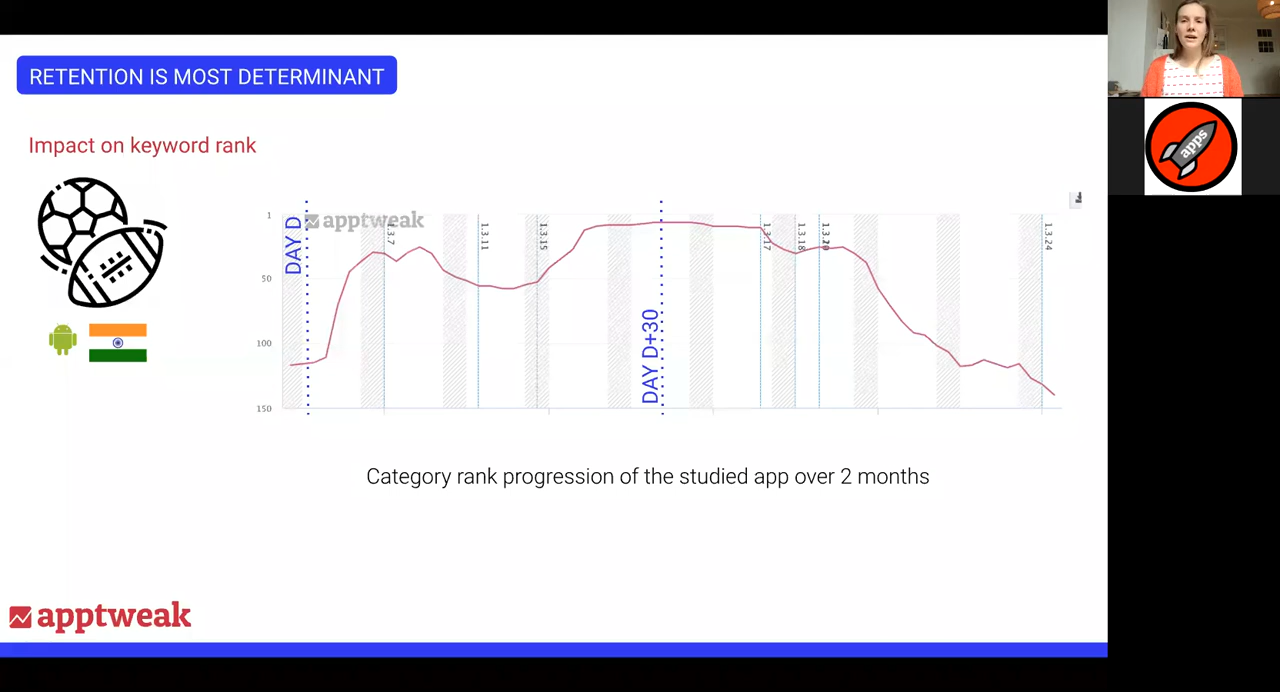 RETENTION IS MOST DETERMINANT
Impact on keyword rank
apptweak
1
50
100
150
DAY D
1.3.7
1.3.11
1.3.15
DAY D+30
1.3.17
1.3.18
1.3.24
Category rank progression of the studied app over 2 months
apptweak
apps